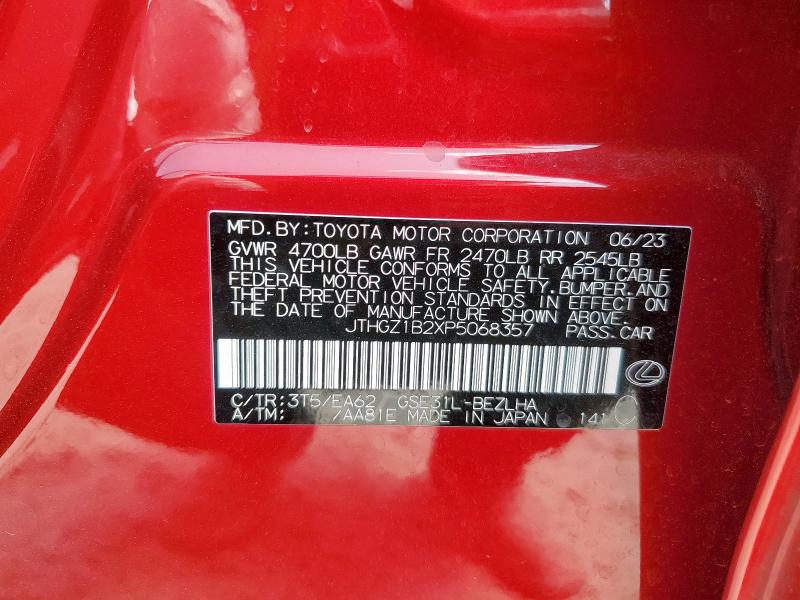 MFD.BY:TOYOTA MOTOR CORPORATION 06/23
GVWR 4700LB GAWR FR 2470LB RR 2545LB
THIS VEHICLE CONFORMS TO ALL APPLICABLE
FEDERAL MOTOR VEHICLE SAFETY,BUMPER,AND
THEFT PREVENTION STANDARDS IN EFFECT ON
THE DATE OF MANUFACTURE SHOWN ABOVE.
JTHGZ1B2XP5068357 PASS.CAR
C/TR:3T5/EA62 GSE31L-BEZLHA
A/TM: /AA81E MADE IN JAPAN 141